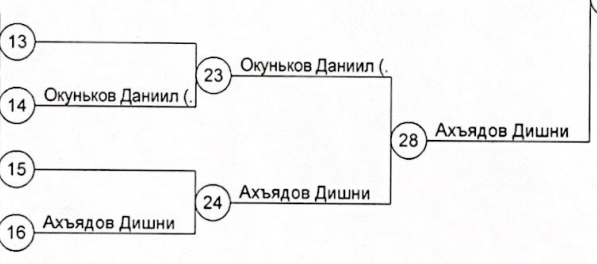 13
Окуньков Даниил (.
23
14
Окуньков Даниил (.
Ахъядов Дишни
28
15
Ахъядов Дишни
24
16
Ахъядов Дишни